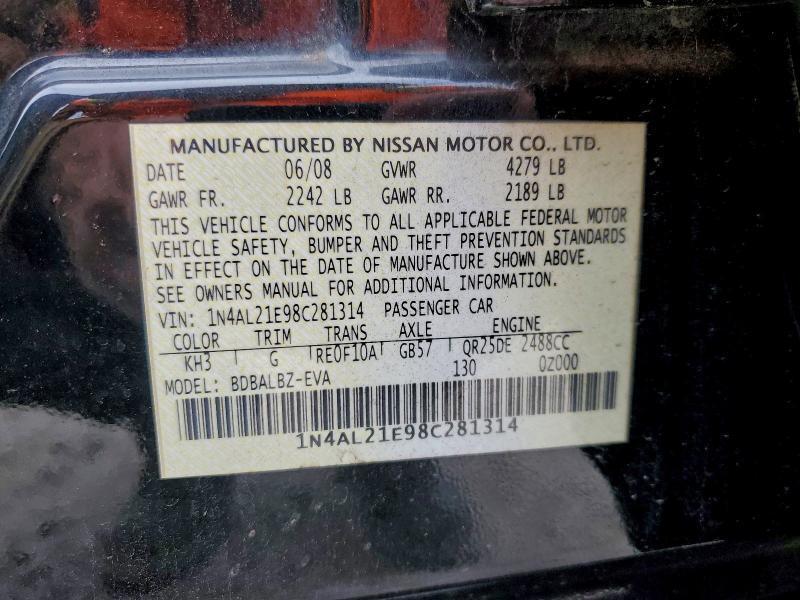 MANUFACTURED BY NISSAN MOTOR CO., LTD.
DATE 06/08 GVWR 4279 LB
GAWR FR. 2242 LB GAWR RR. 2189 LB
THIS VEHICLE CONFORMS TO ALL APPLICABLE FEDERAL MOTOR
VEHICLE SAFETY, BUMPER AND THEFT PREVENTION STANDARDS
IN EFFECT ON THE DATE OF MANUFACTURE SHOWN ABOVE.
SEE OWNERS MANUAL FOR ADDITIONAL INFORMATION.
VIN: 1N4AL21E98C281314 PASSENGER CAR
COLOR TRIM TRANS AXLE ENGINE
KH3 G RE0F10A GB57 QR25DE 2488CC
MODEL: BDBALBZ-EVA 130 0Z000
1N4AL21E98C281314